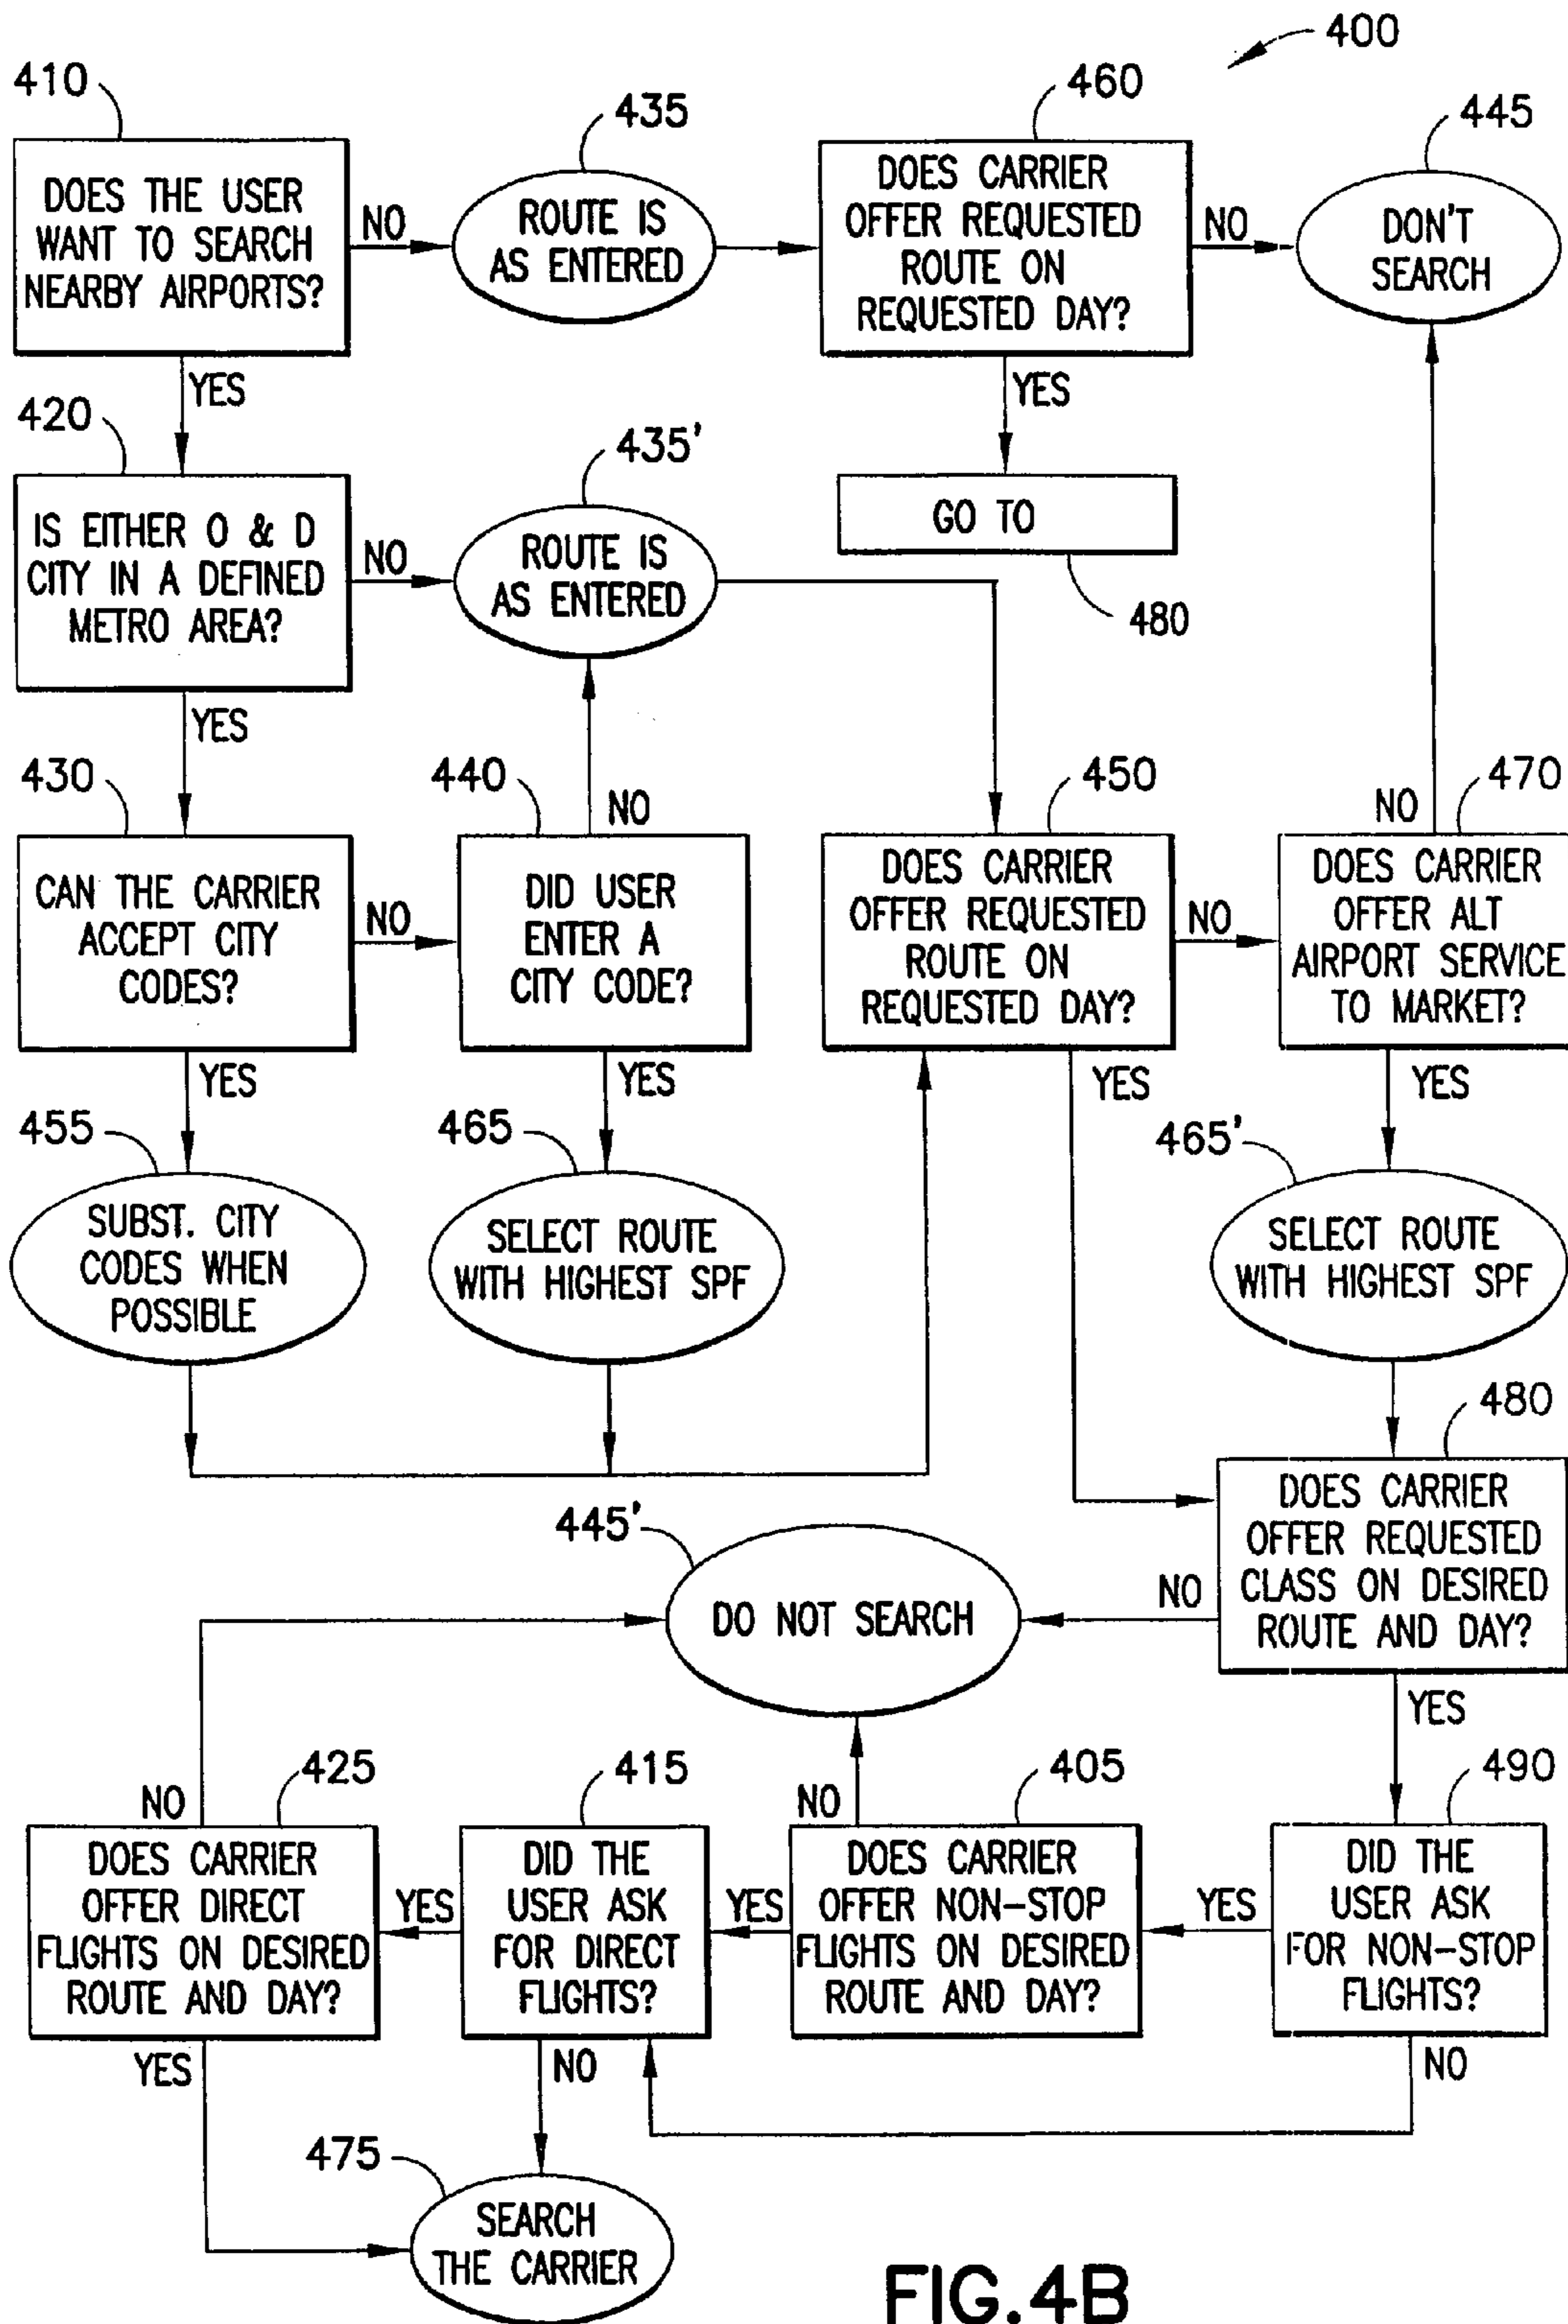 400
410
DOES THE USER
WANT TO SEARCH
NEARBY AIRPORTS?
NO
435
ROUTE IS
AS ENTERED
460
DOES CARRIER
OFFER REQUESTED
ROUTE ON
REQUESTED DAY?
NO
445
DON'T
SEARCH
YES
YES
420
IS EITHER O & D
CITY IN A DEFINED
METRO AREA?
NO
435'
ROUTE IS
AS ENTERED
GO TO
480
YES
430
CAN THE CARRIER
ACCEPT CITY
CODES?
NO
440
NO
DID USER
ENTER A
CITY CODE?
450
DOES CARRIER
OFFER REQUESTED
ROUTE ON
REQUESTED DAY?
NO
NO
470
DOES CARRIER
OFFER ALT
AIRPORT SERVICE
TO MARKET?
YES
YES
YES
YES
455
SUBST. CITY
CODES WHEN
POSSIBLE
465
SELECT ROUTE
WITH HIGHEST SPF
465'
SELECT ROUTE
WITH HIGHEST SPF
480
DOES CARRIER
OFFER REQUESTED
CLASS ON DESIRED
ROUTE AND DAY?
NO
445'
DO NOT SEARCH
YES
NO
425
DOES CARRIER
OFFER DIRECT
FLIGHTS ON DESIRED
ROUTE AND DAY?
YES
415
DID THE
USER ASK
FOR DIRECT
FLIGHTS?
YES
NO
405
DOES CARRIER
OFFER NON-STOP
FLIGHTS ON DESIRED
ROUTE AND DAY?
YES
490
DID THE
USER ASK
FOR NON-STOP
FLIGHTS?
YES
NO
NO
475
SEARCH
THE CARRIER
FIG.4B